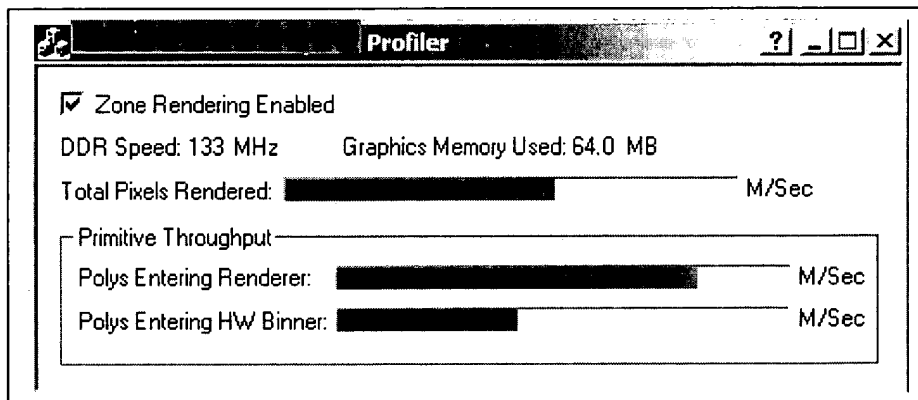 Profiler
Zone Rendering Enabled
DDR Speed: 133 MHz Graphics Memory Used: 64.0 MB
Total Pixels Rendered: M/Sec
Primitive Throughput
Polys Entering Renderer: M/Sec
Polys Entering HW Binner: M/Sec